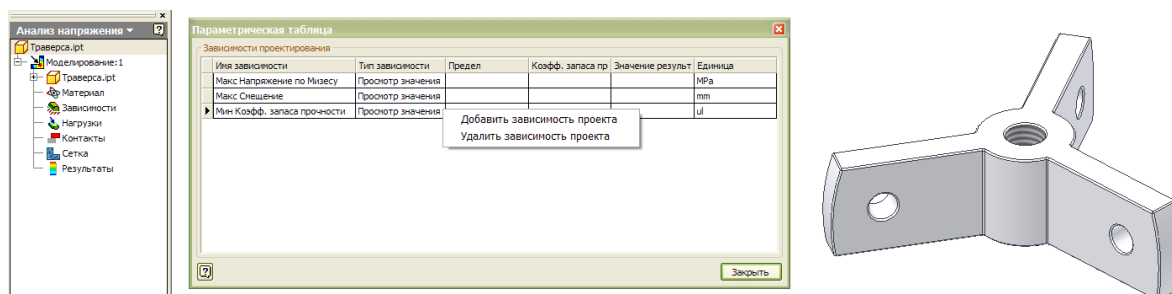 Анализ напряжения
Траверса.ipt
Моделирование:1
Траверса.ipt
Материал
Зависимости
Нагрузки
Контакты
Сетка
Результаты
Параметрическая таблица
Зависимости проектирования
Имя зависимости Тип зависимости Предел Коэфф. запаса пр Значение результ Единица
Макс Напряжение по Мизесу Просмотр значения MPa
Макс Смещение Просмотр значения mm
Мин Коэфф. запаса прочности Просмотр значения ul
Добавить зависимость проекта
Удалить зависимость проекта
Закрыть